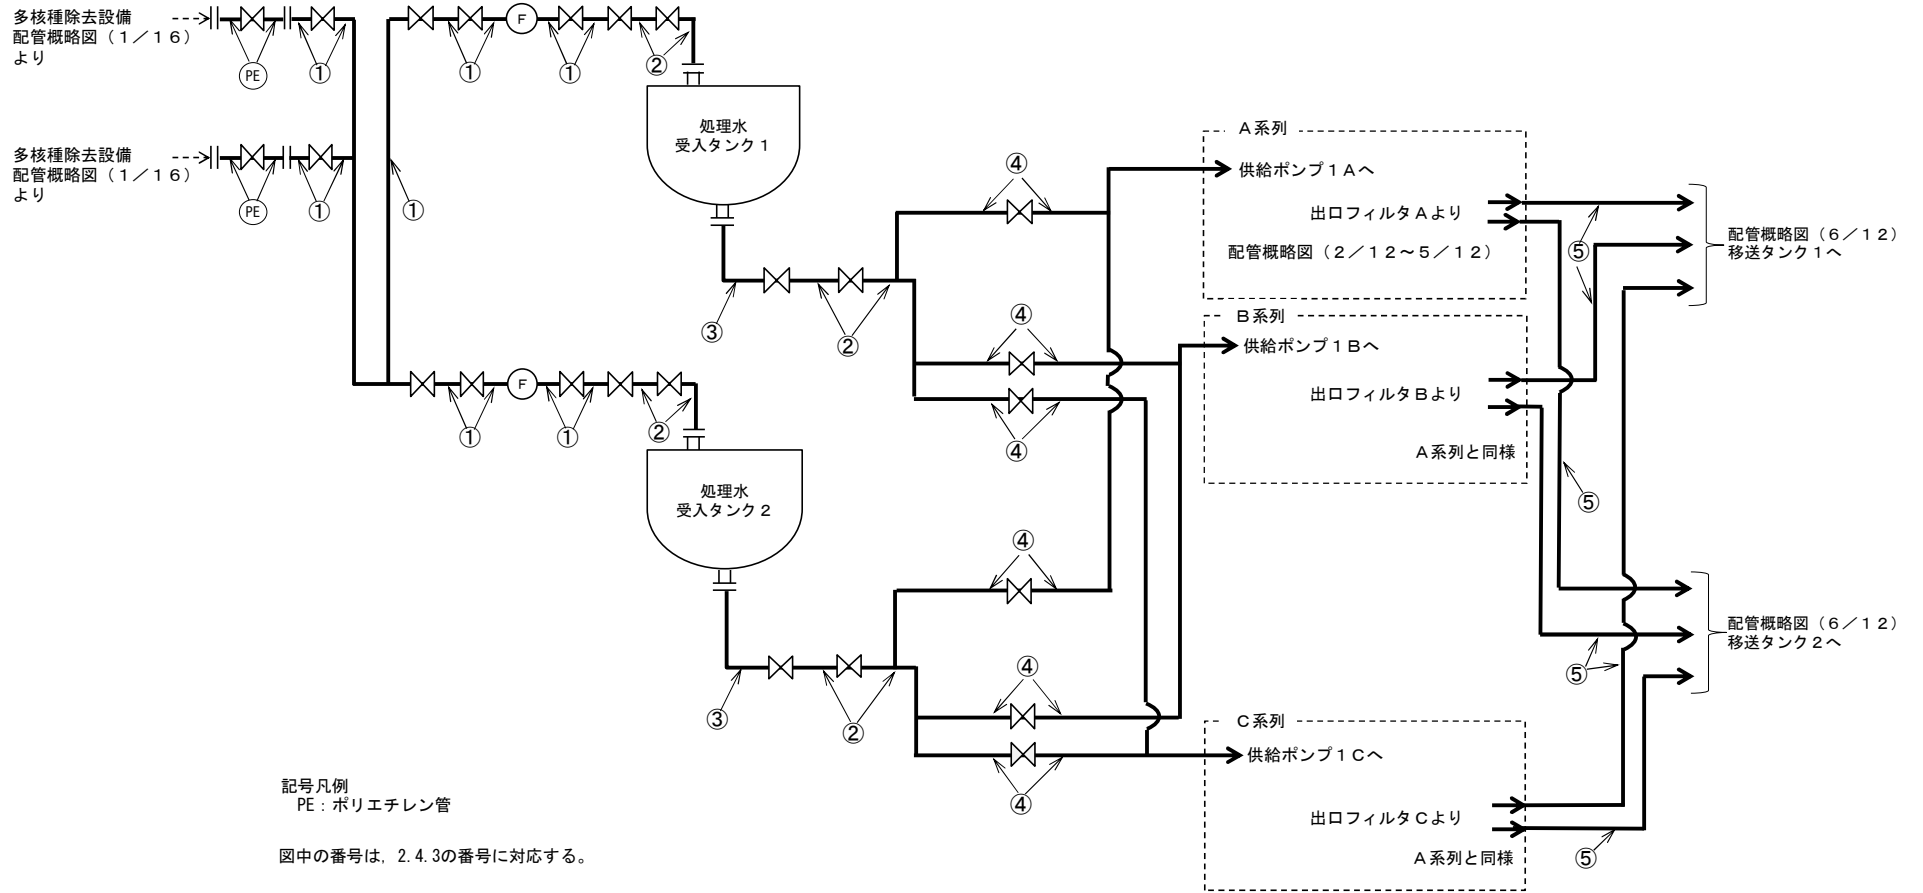 多核種除去設備
配管概略図（１／１６）
より
PE
①
①
F
①
②
処理水
受入タンク１
多核種除去設備
配管概略図（１／１６）
より
PE
①
①
③
②
④
④
④
Ａ系列
供給ポンプ１Ａへ
出口フィルタＡより
配管概略図（２／１２～５／１２）
⑤
配管概略図（６／１２）
移送タンク１へ
Ｂ系列
供給ポンプ１Ｂへ
出口フィルタＢより
Ａ系列と同様
⑤
F
①
①
②
処理水
受入タンク２
③
②
④
④
④
配管概略図（６／１２）
移送タンク２へ
⑤
Ｃ系列
供給ポンプ１Ｃへ
出口フィルタＣより
Ａ系列と同様
⑤
記号凡例
PE：ポリエチレン管
図中の番号は，2.4.3の番号に対応する。